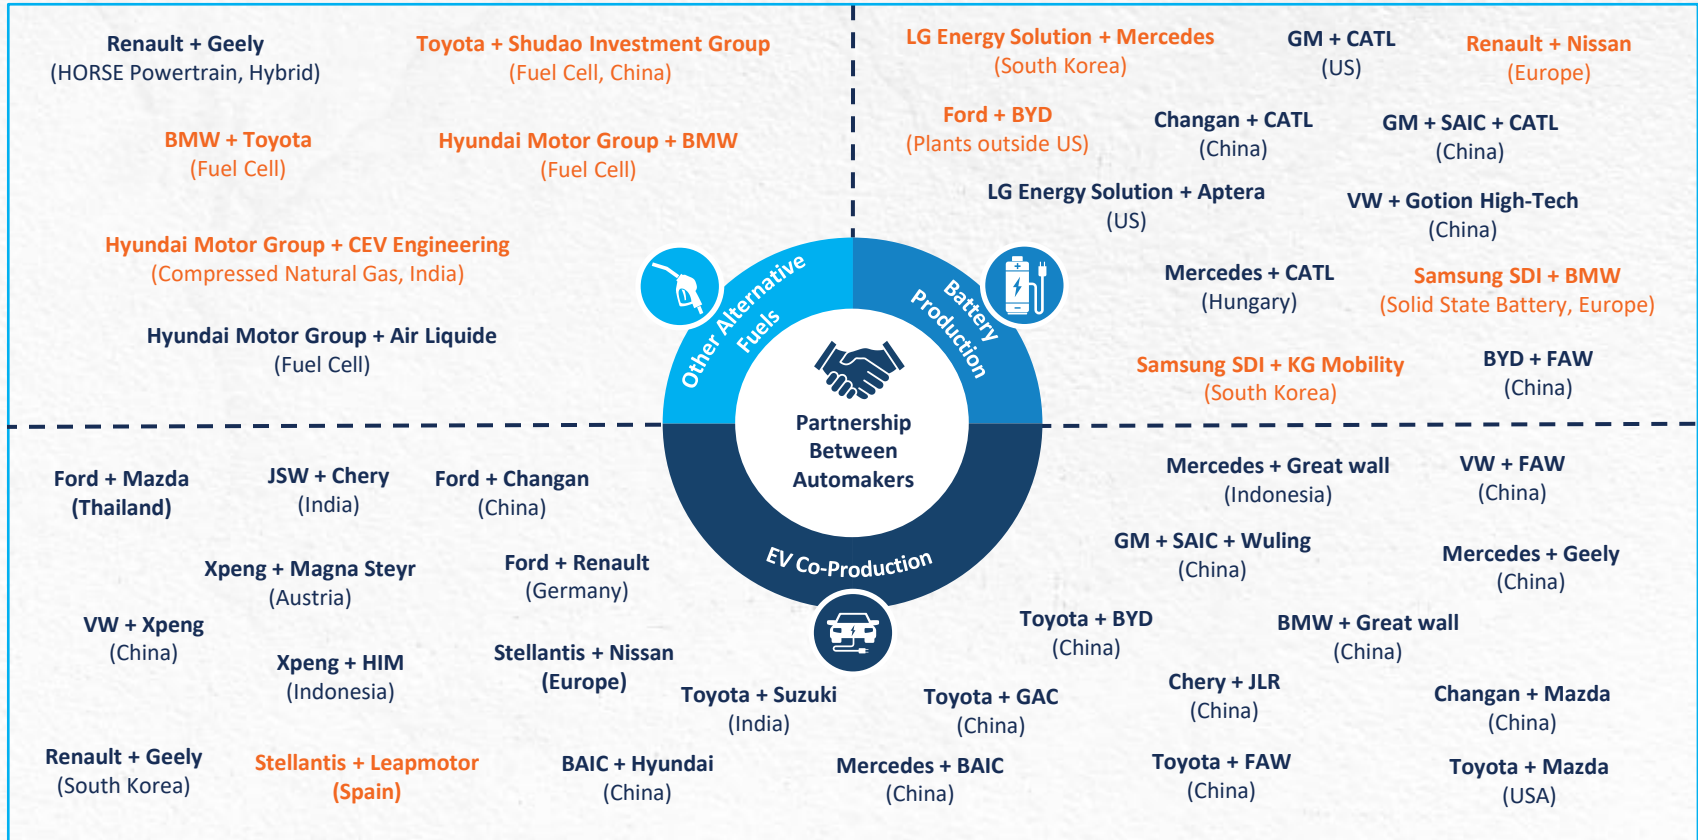 Renault + Geely
(HORSE Powertrain, Hybrid)
Toyota + Shudao Investment Group
(Fuel Cell, China)
BMW + Toyota
(Fuel Cell)
Hyundai Motor Group + BMW
(Fuel Cell)
Hyundai Motor Group + CEV Engineering
(Compressed Natural Gas, India)
Hyundai Motor Group + Air Liquide
(Fuel Cell)
LG Energy Solution + Mercedes
(South Korea)
GM + CATL
(US)
Renault + Nissan
(Europe)
Ford + BYD
(Plants outside US)
Changan + CATL
(China)
GM + SAIC + CATL
(China)
LG Energy Solution + Aptera
(US)
VW + Gotion High-Tech
(China)
Mercedes + CATL
(Hungary)
Samsung SDI + BMW
(Solid State Battery, Europe)
Samsung SDI + KG Mobility
(South Korea)
BYD + FAW
(China)
Other Alternative
Fuels
Battery
Production
Partnership
Between
Automakers
EV Co-Production
Ford + Mazda
(Thailand)
JSW + Chery
(India)
Ford + Changan
(China)
Xpeng + Magna Steyr
(Austria)
Ford + Renault
(Germany)
VW + Xpeng
(China)
Xpeng + HIM
(Indonesia)
Stellantis + Nissan
(Europe)
Toyota + Suzuki
(India)
Renault + Geely
(South Korea)
Stellantis + Leapmotor
(Spain)
BAIC + Hyundai
(China)
Mercedes + Great wall
(Indonesia)
VW + FAW
(China)
GM + SAIC + Wuling
(China)
Mercedes + Geely
(China)
Toyota + BYD
(China)
BMW + Great wall
(China)
Toyota + GAC
(China)
Chery + JLR
(China)
Changan + Mazda
(China)
Mercedes + BAIC
(China)
Toyota + FAW
(China)
Toyota + Mazda
(USA)